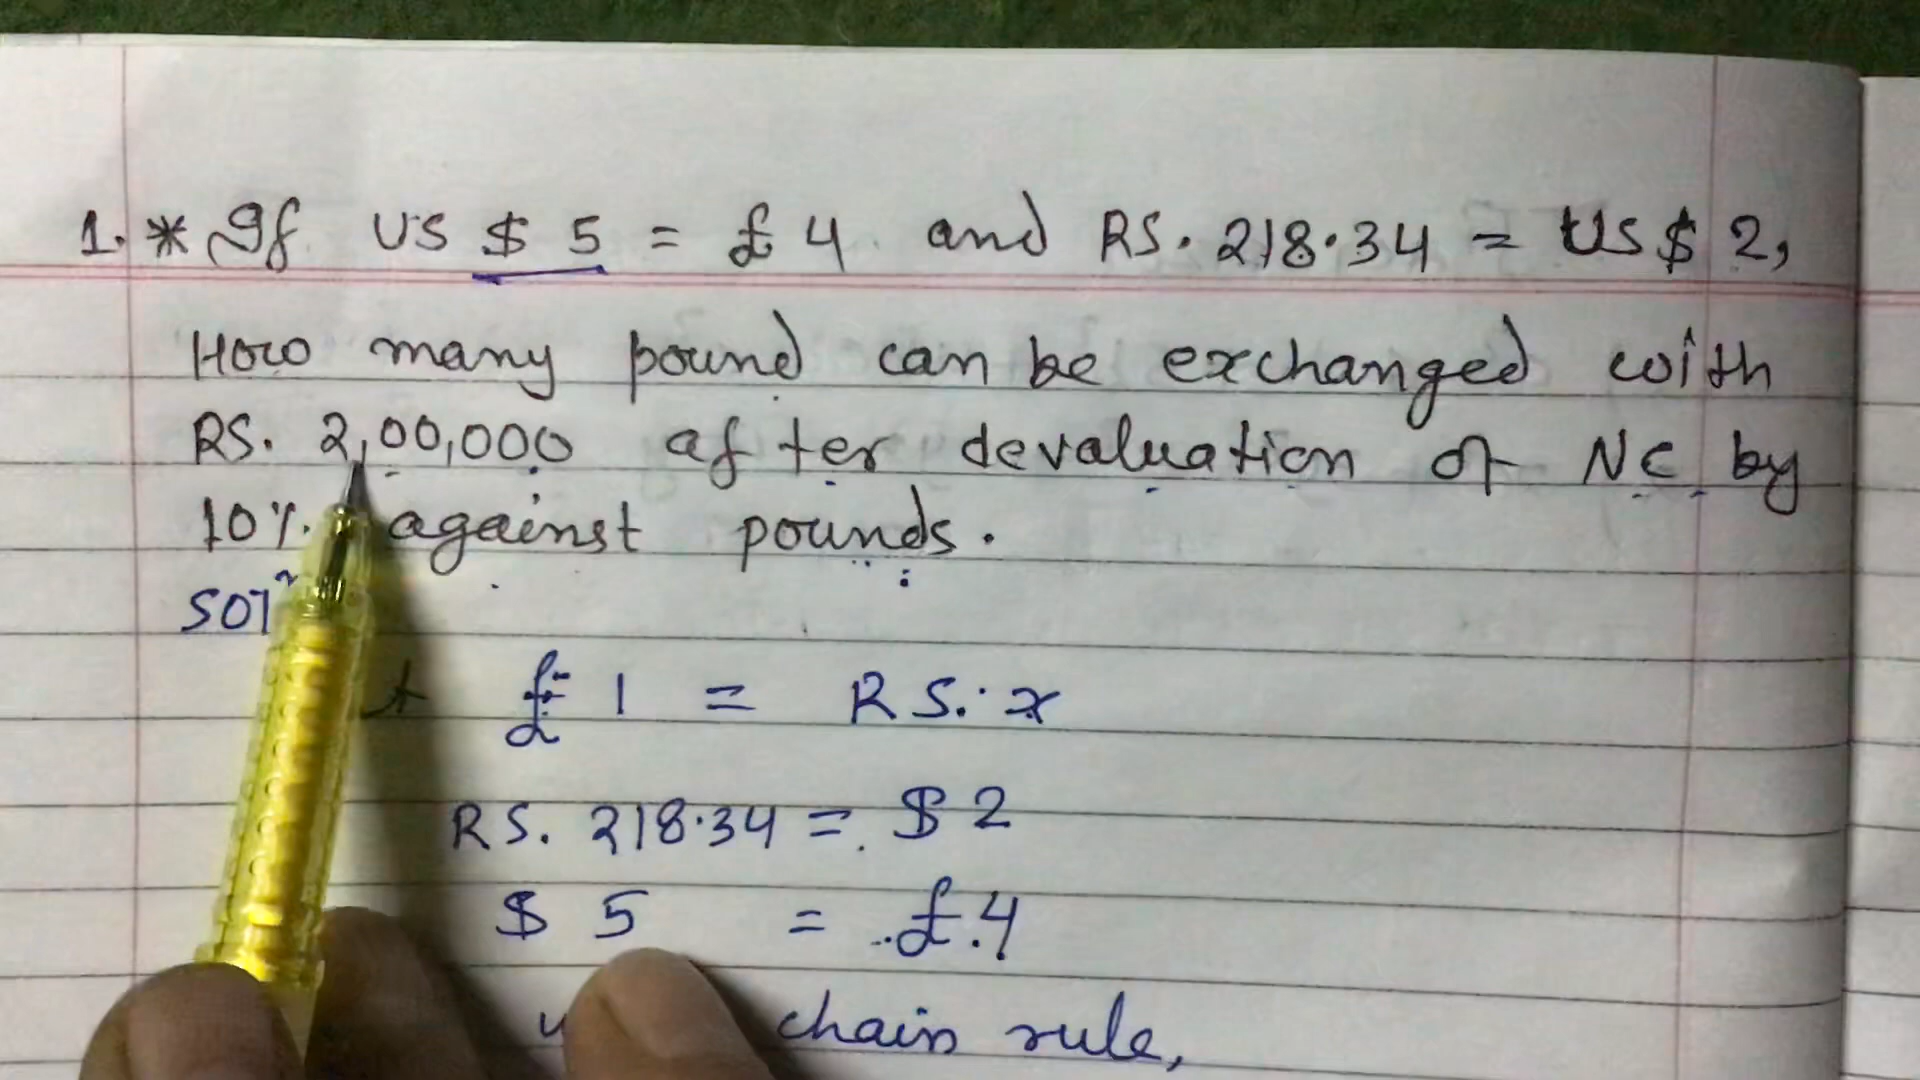 1. * If US $ 5 = £ 4 and RS. 218.34 = US $ 2,
How many pound can be exchanged with
RS. 2,00,000 after devaluation of NC by
10% against pounds.
£ 1 = RS. x
RS. 218.34 = $ 2
$ 5 = £ 4
chain rule,